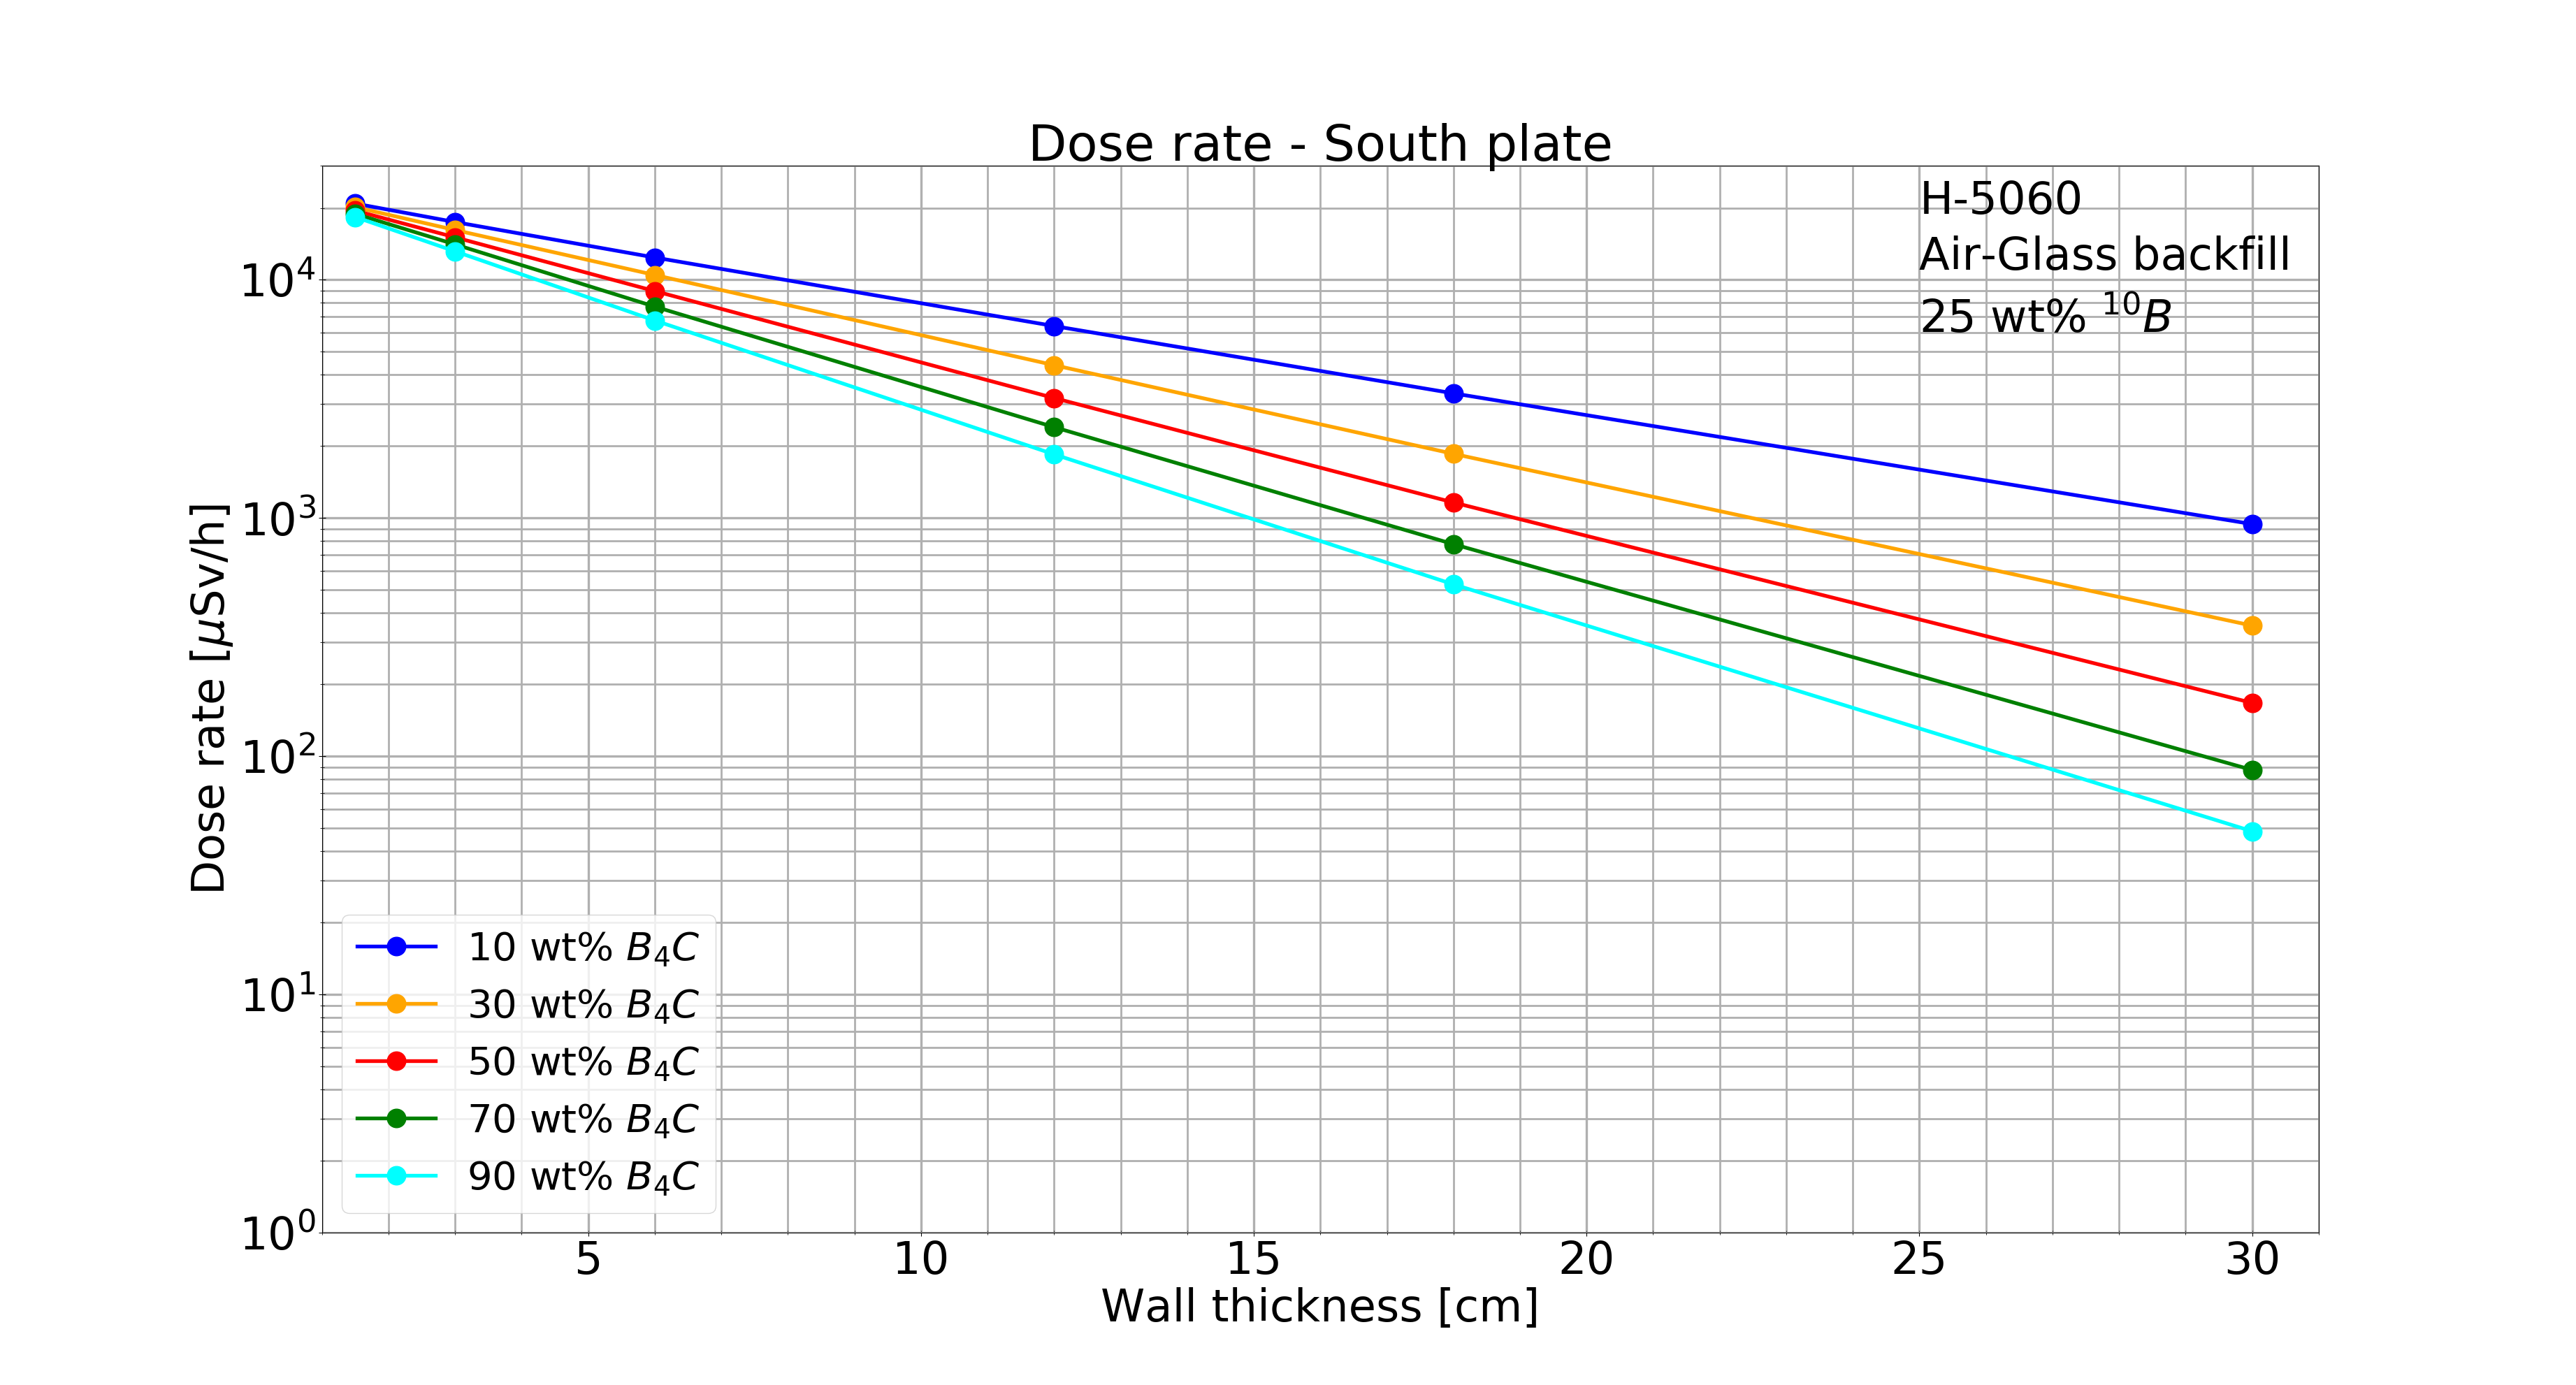 Dose rate - South plate
H-5060
Air-Glass backfill
25 wt% ¹⁰B
Dose rate [μSv/h]
10⁴
10³
10²
10¹
10⁰
10 wt% B₄C
30 wt% B₄C
50 wt% B₄C
70 wt% B₄C
90 wt% B₄C
5 10 15 20 25 30
Wall thickness [cm]